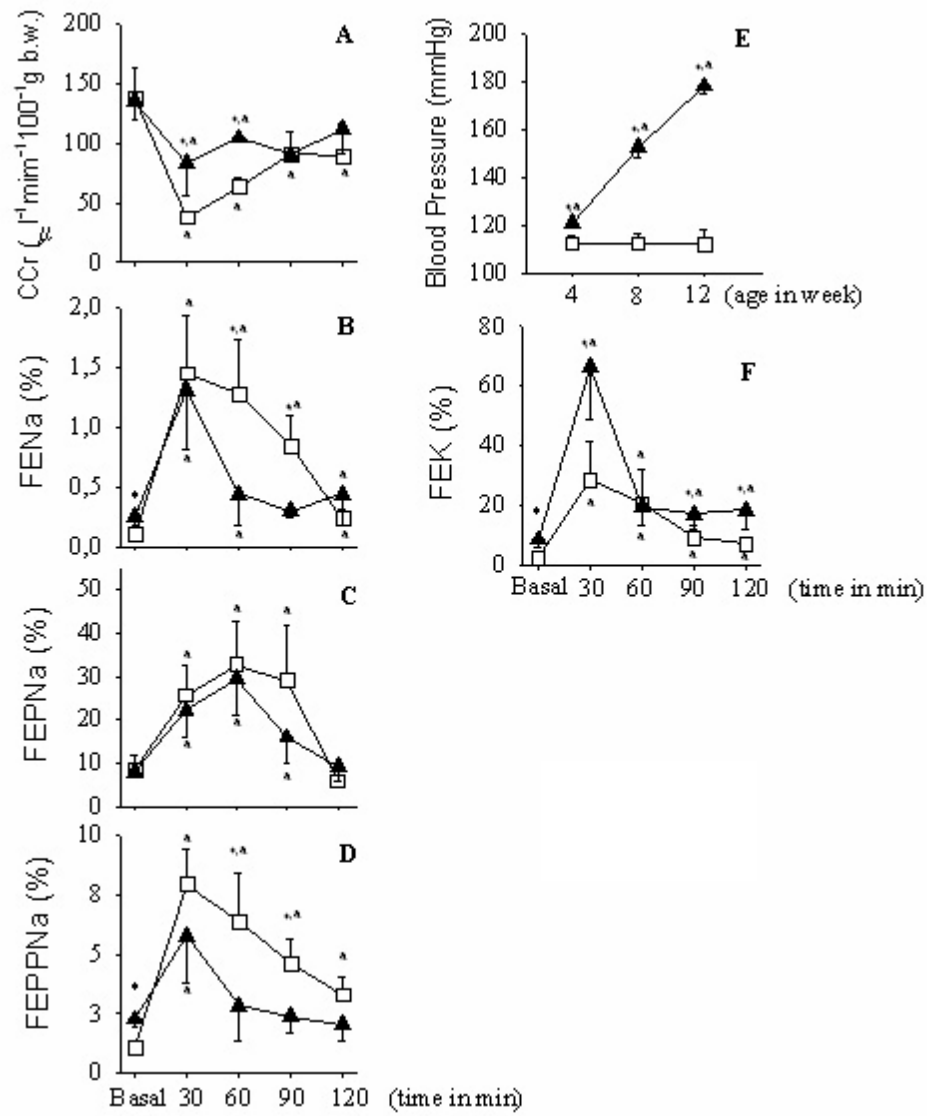 A
200
150
100
50
0
CCr (ξ l⁻¹mim⁻¹100⁻¹g b.w.)
*,a *,a
a a a a
B
2,0
1,5
1,0
0,5
0,0
FENa (%)
* a *,a *,a a
a a a
C
50
40
30
20
10
0
FEPNa (%)
a a a
a a a
D
10
8
5
3
0
FEPPNa (%)
* a *,a *,a a
a
Basal 30 60 90 120 (time in min)
E
200
180
160
140
120
100
Blood Pressure (mmHg)
*,a *,a *,a
4 8 12 (age in week)
F
80
60
40
20
0
FEK (%)
* *,a a *,a *,a
a a a a
Basal 30 60 90 120 (time in min)